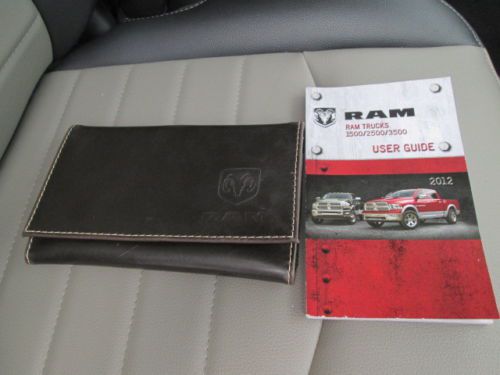 RAM
RAM
RAM TRUCKS
1500/2500/3500
USER GUIDE
2012